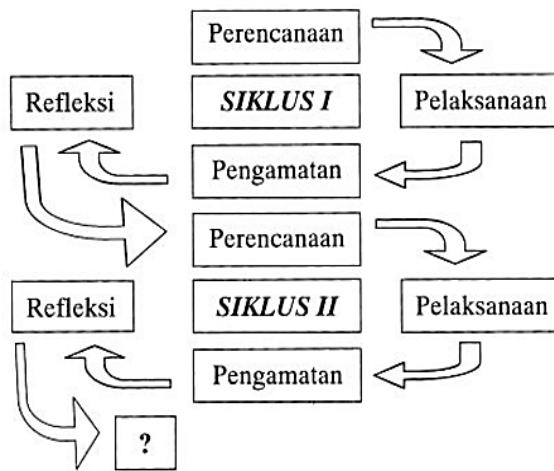 Perencanaan
Refleksi
SIKLUS I
Pelaksanaan
Pengamatan
Perencanaan
Refleksi
SIKLUS II
Pelaksanaan
Pengamatan
?